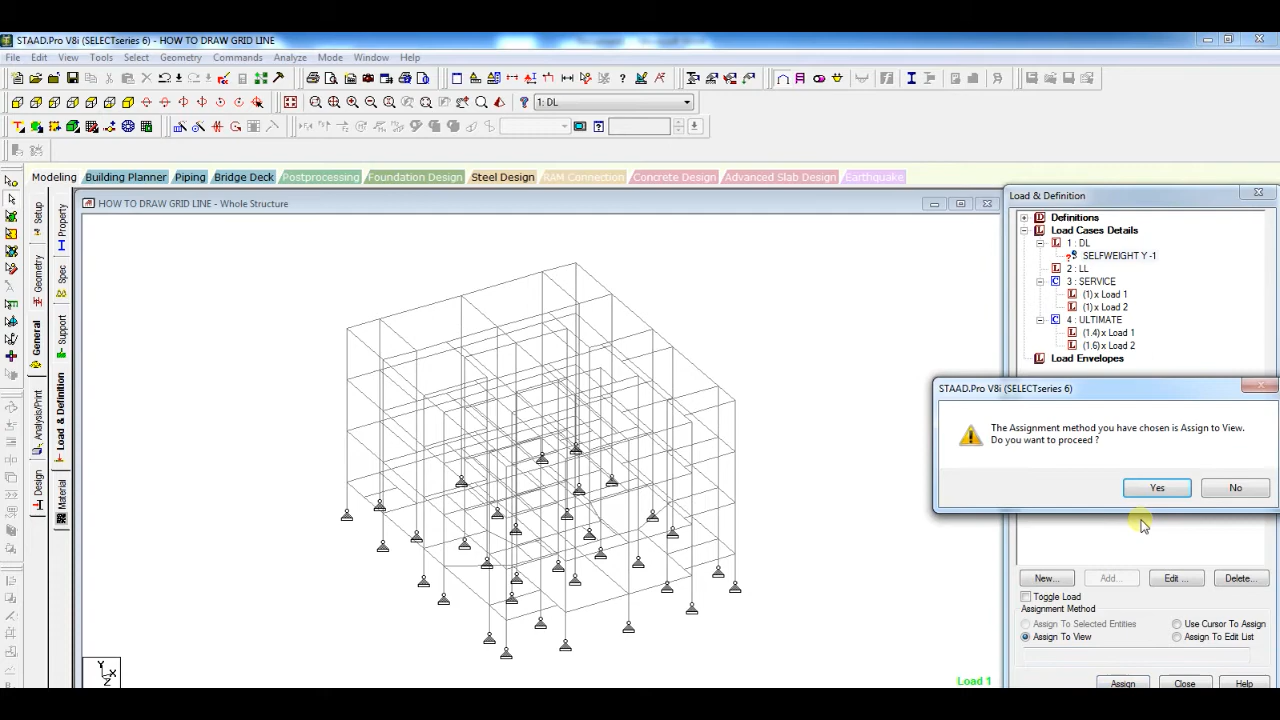 STAAD.Pro V8i (SELECTseries 6) - HOW TO DRAW GRID LINE
File Edit View Tools Select Geometry Commands Analyze Mode Window Help
1: DL
Modeling Building Planner Piping Bridge Deck Postprocessing Foundation Design Steel Design RAM Connection Concrete Design Advanced Slab Design Earthquake
Setup
Geometry
General
Analysis/Print
Design
Property
Spec
Support
Load & Definition
Material
HOW TO DRAW GRID LINE - Whole Structure
Load 1
Y
X
Z
Load & Definition
Definitions
Load Cases Details
1 : DL
SELFWEIGHT Y -1
2 : LL
3 : SERVICE
(1) x Load 1
(1) x Load 2
4 : ULTIMATE
(1.4) x Load 1
(1.6) x Load 2
Load Envelopes
STAAD.Pro V8i (SELECTseries 6)
The Assignment method you have chosen is Assign to View.
Do you want to proceed ?
Yes No
New... Add... Edit ... Delete...
Toggle Load
Assignment Method
Assign To Selected Entities Use Cursor To Assign
Assign To View Assign To Edit List
Assign Close Help